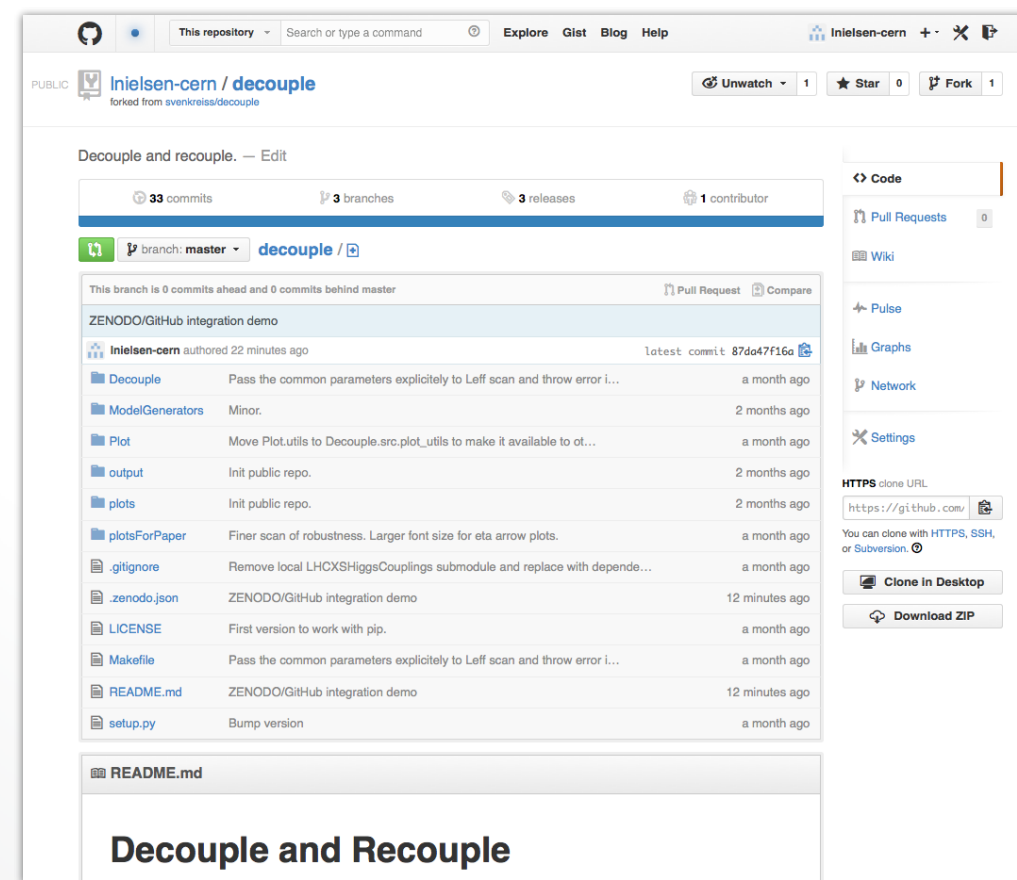 This repository Search or type a command Explore Gist Blog Help lnielsen-cern
PUBLIC lnielsen-cern / decouple Unwatch 1 Star 0 Fork 1
forked from svenkreiss/decouple
Decouple and recouple. — Edit
33 commits 3 branches 3 releases 1 contributor
branch: master decouple /
This branch is 0 commits ahead and 0 commits behind master Pull Request Compare
ZENODO/GitHub integration demo
lnielsen-cern authored 22 minutes ago latest commit 87da47f16a
Decouple Pass the common parameters explicitely to Leff scan and throw error i… a month ago
ModelGenerators Minor. 2 months ago
Plot Move Plot.utils to Decouple.src.plot_utils to make it available to ot… a month ago
output Init public repo. 2 months ago
plots Init public repo. 2 months ago
plotsForPaper Finer scan of robustness. Larger font size for eta arrow plots. a month ago
.gitignore Remove local LHCXSHiggsCouplings submodule and replace with depende… a month ago
.zenodo.json ZENODO/GitHub integration demo 12 minutes ago
LICENSE First version to work with pip. a month ago
Makefile Pass the common parameters explicitely to Leff scan and throw error i… a month ago
README.md ZENODO/GitHub integration demo 12 minutes ago
setup.py Bump version a month ago
README.md
Decouple and Recouple
Code
Pull Requests 0
Wiki
Pulse
Graphs
Network
Settings
HTTPS clone URL
https://github.com/
You can clone with HTTPS, SSH,
or Subversion.
Clone in Desktop
Download ZIP